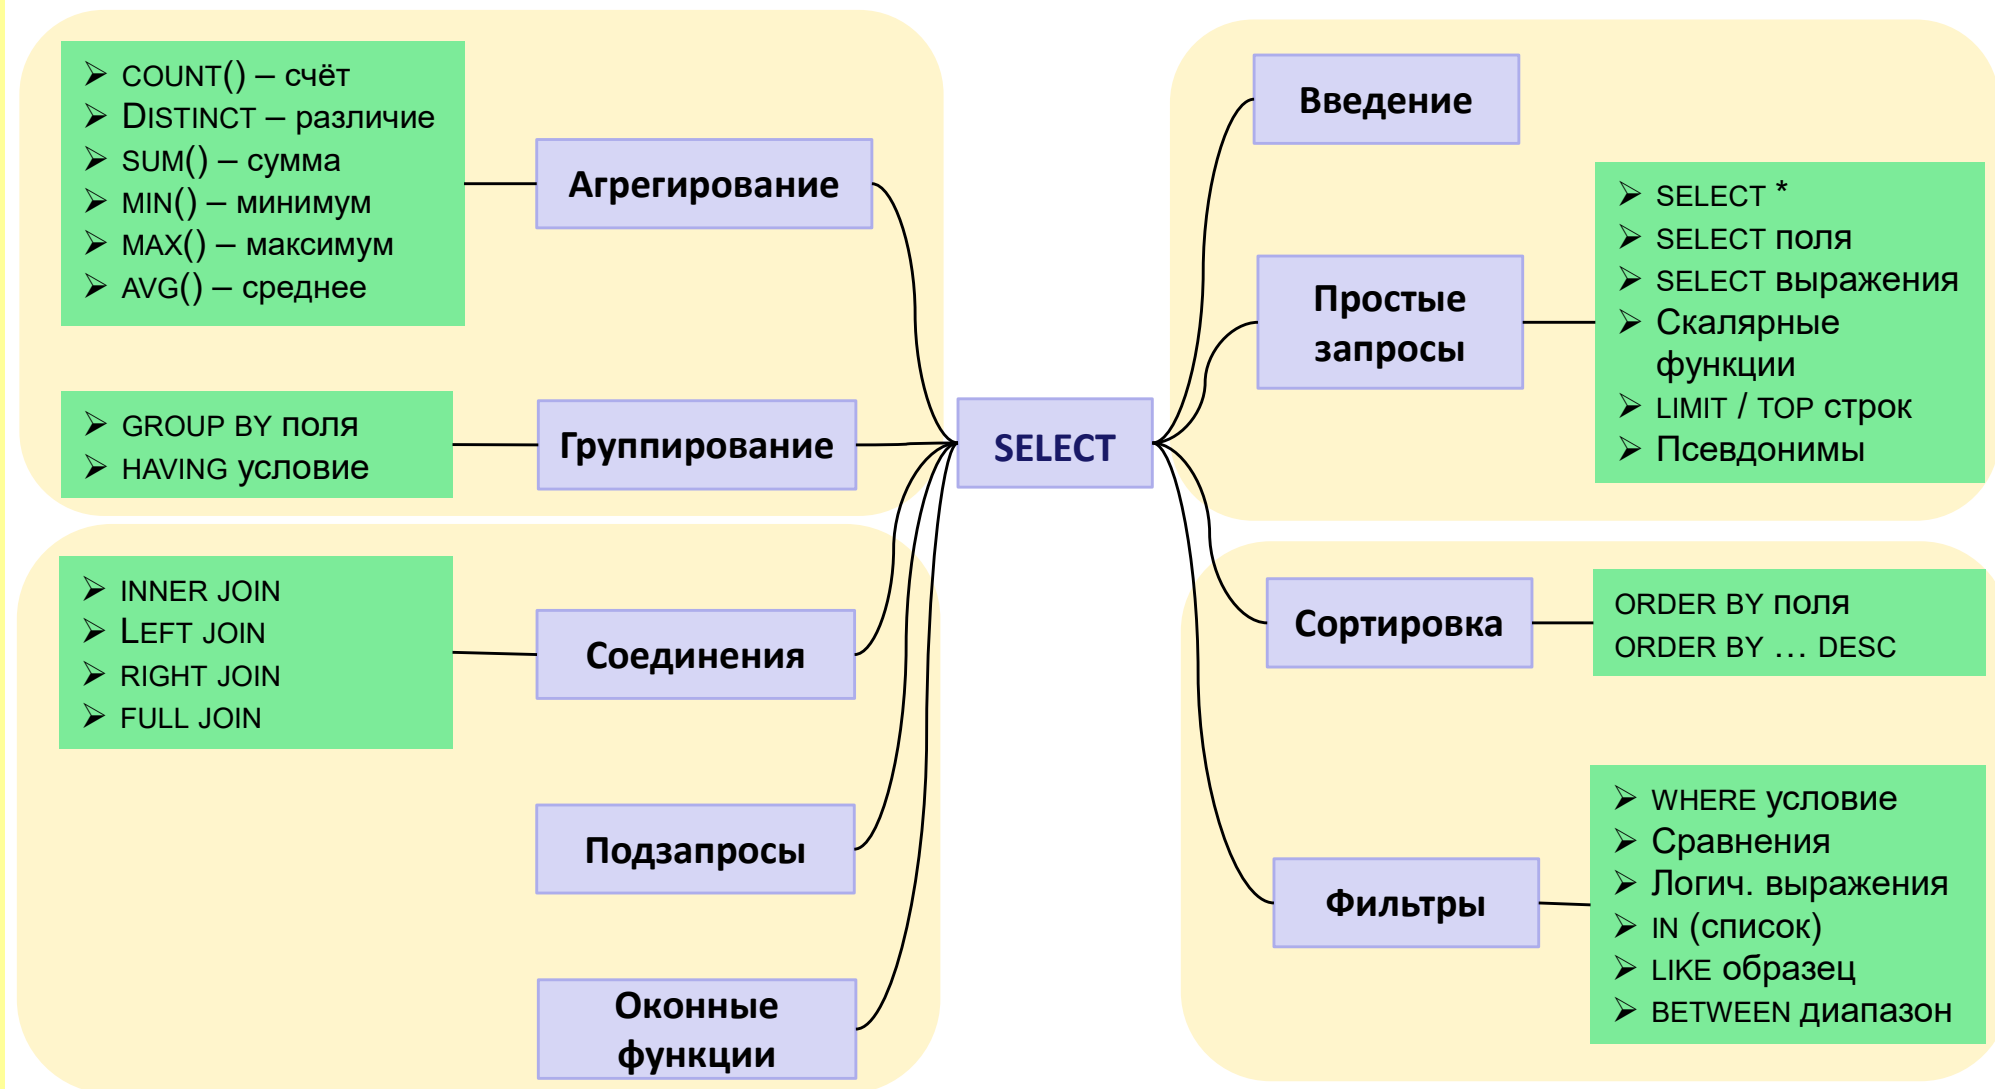 COUNT() – счёт
DISTINCT – различие
SUM() – сумма
MIN() – минимум
MAX() – максимум
AVG() – среднее
Агрегирование
GROUP BY поля
HAVING условие
Группирование
INNER JOIN
LEFT JOIN
RIGHT JOIN
FULL JOIN
Соединения
Подзапросы
Оконные
функции
SELECT
Введение
Простые
запросы
SELECT *
SELECT поля
SELECT выражения
Скалярные
функции
LIMIT / TOP строк
Псевдонимы
Сортировка
ORDER BY поля
ORDER BY … DESC
Фильтры
WHERE условие
Сравнения
Логич. выражения
IN (список)
LIKE образец
BETWEEN диапазон